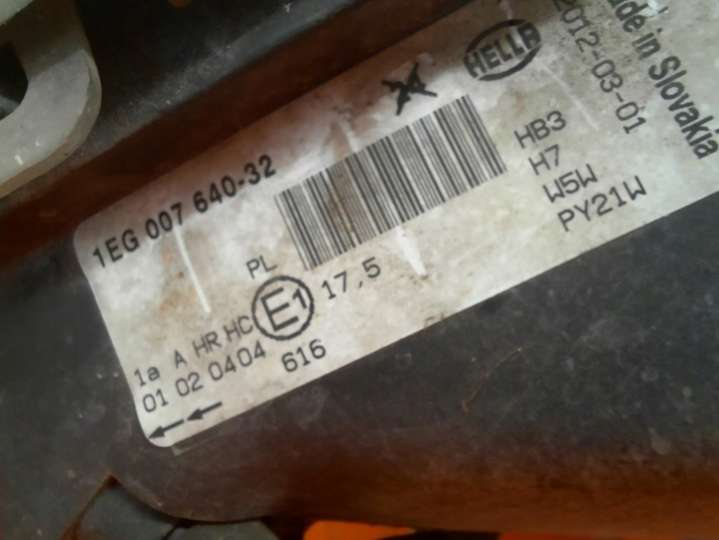 1EG 007 640-32
HELLA
de in Slovakia
2012-03-01
HB3
H7
W5W
PY21W
PL
E1
17,5
1a A HR HC
01 02 0404
616